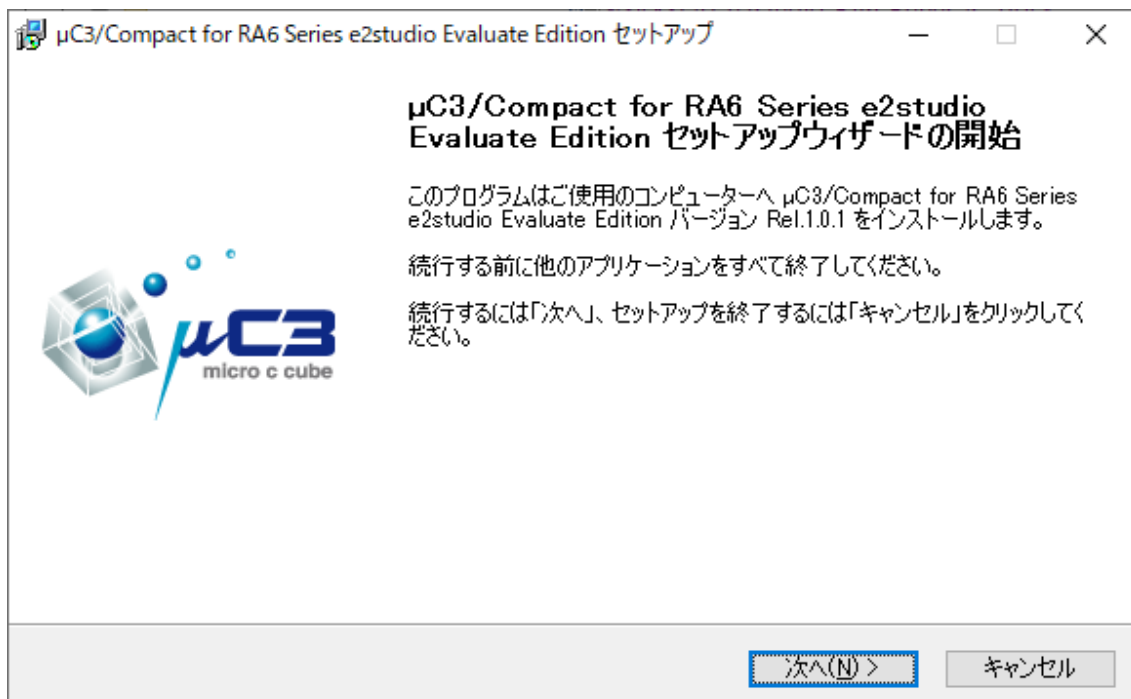 µC3/Compact for RA6 Series e2studio Evaluate Edition セットアップ
µC3/Compact for RA6 Series e2studio
Evaluate Edition セットアップウィザードの開始
このプログラムはご使用のコンピューターへ µC3/Compact for RA6 Series
e2studio Evaluate Edition バージョン Rel.1.0.1 をインストールします。
続行する前に他のアプリケーションをすべて終了してください。
続行するには「次へ」、セットアップを終了するには「キャンセル」をクリックしてく
ださい。
µC3
micro c cube
次へ(N) >
キャンセル